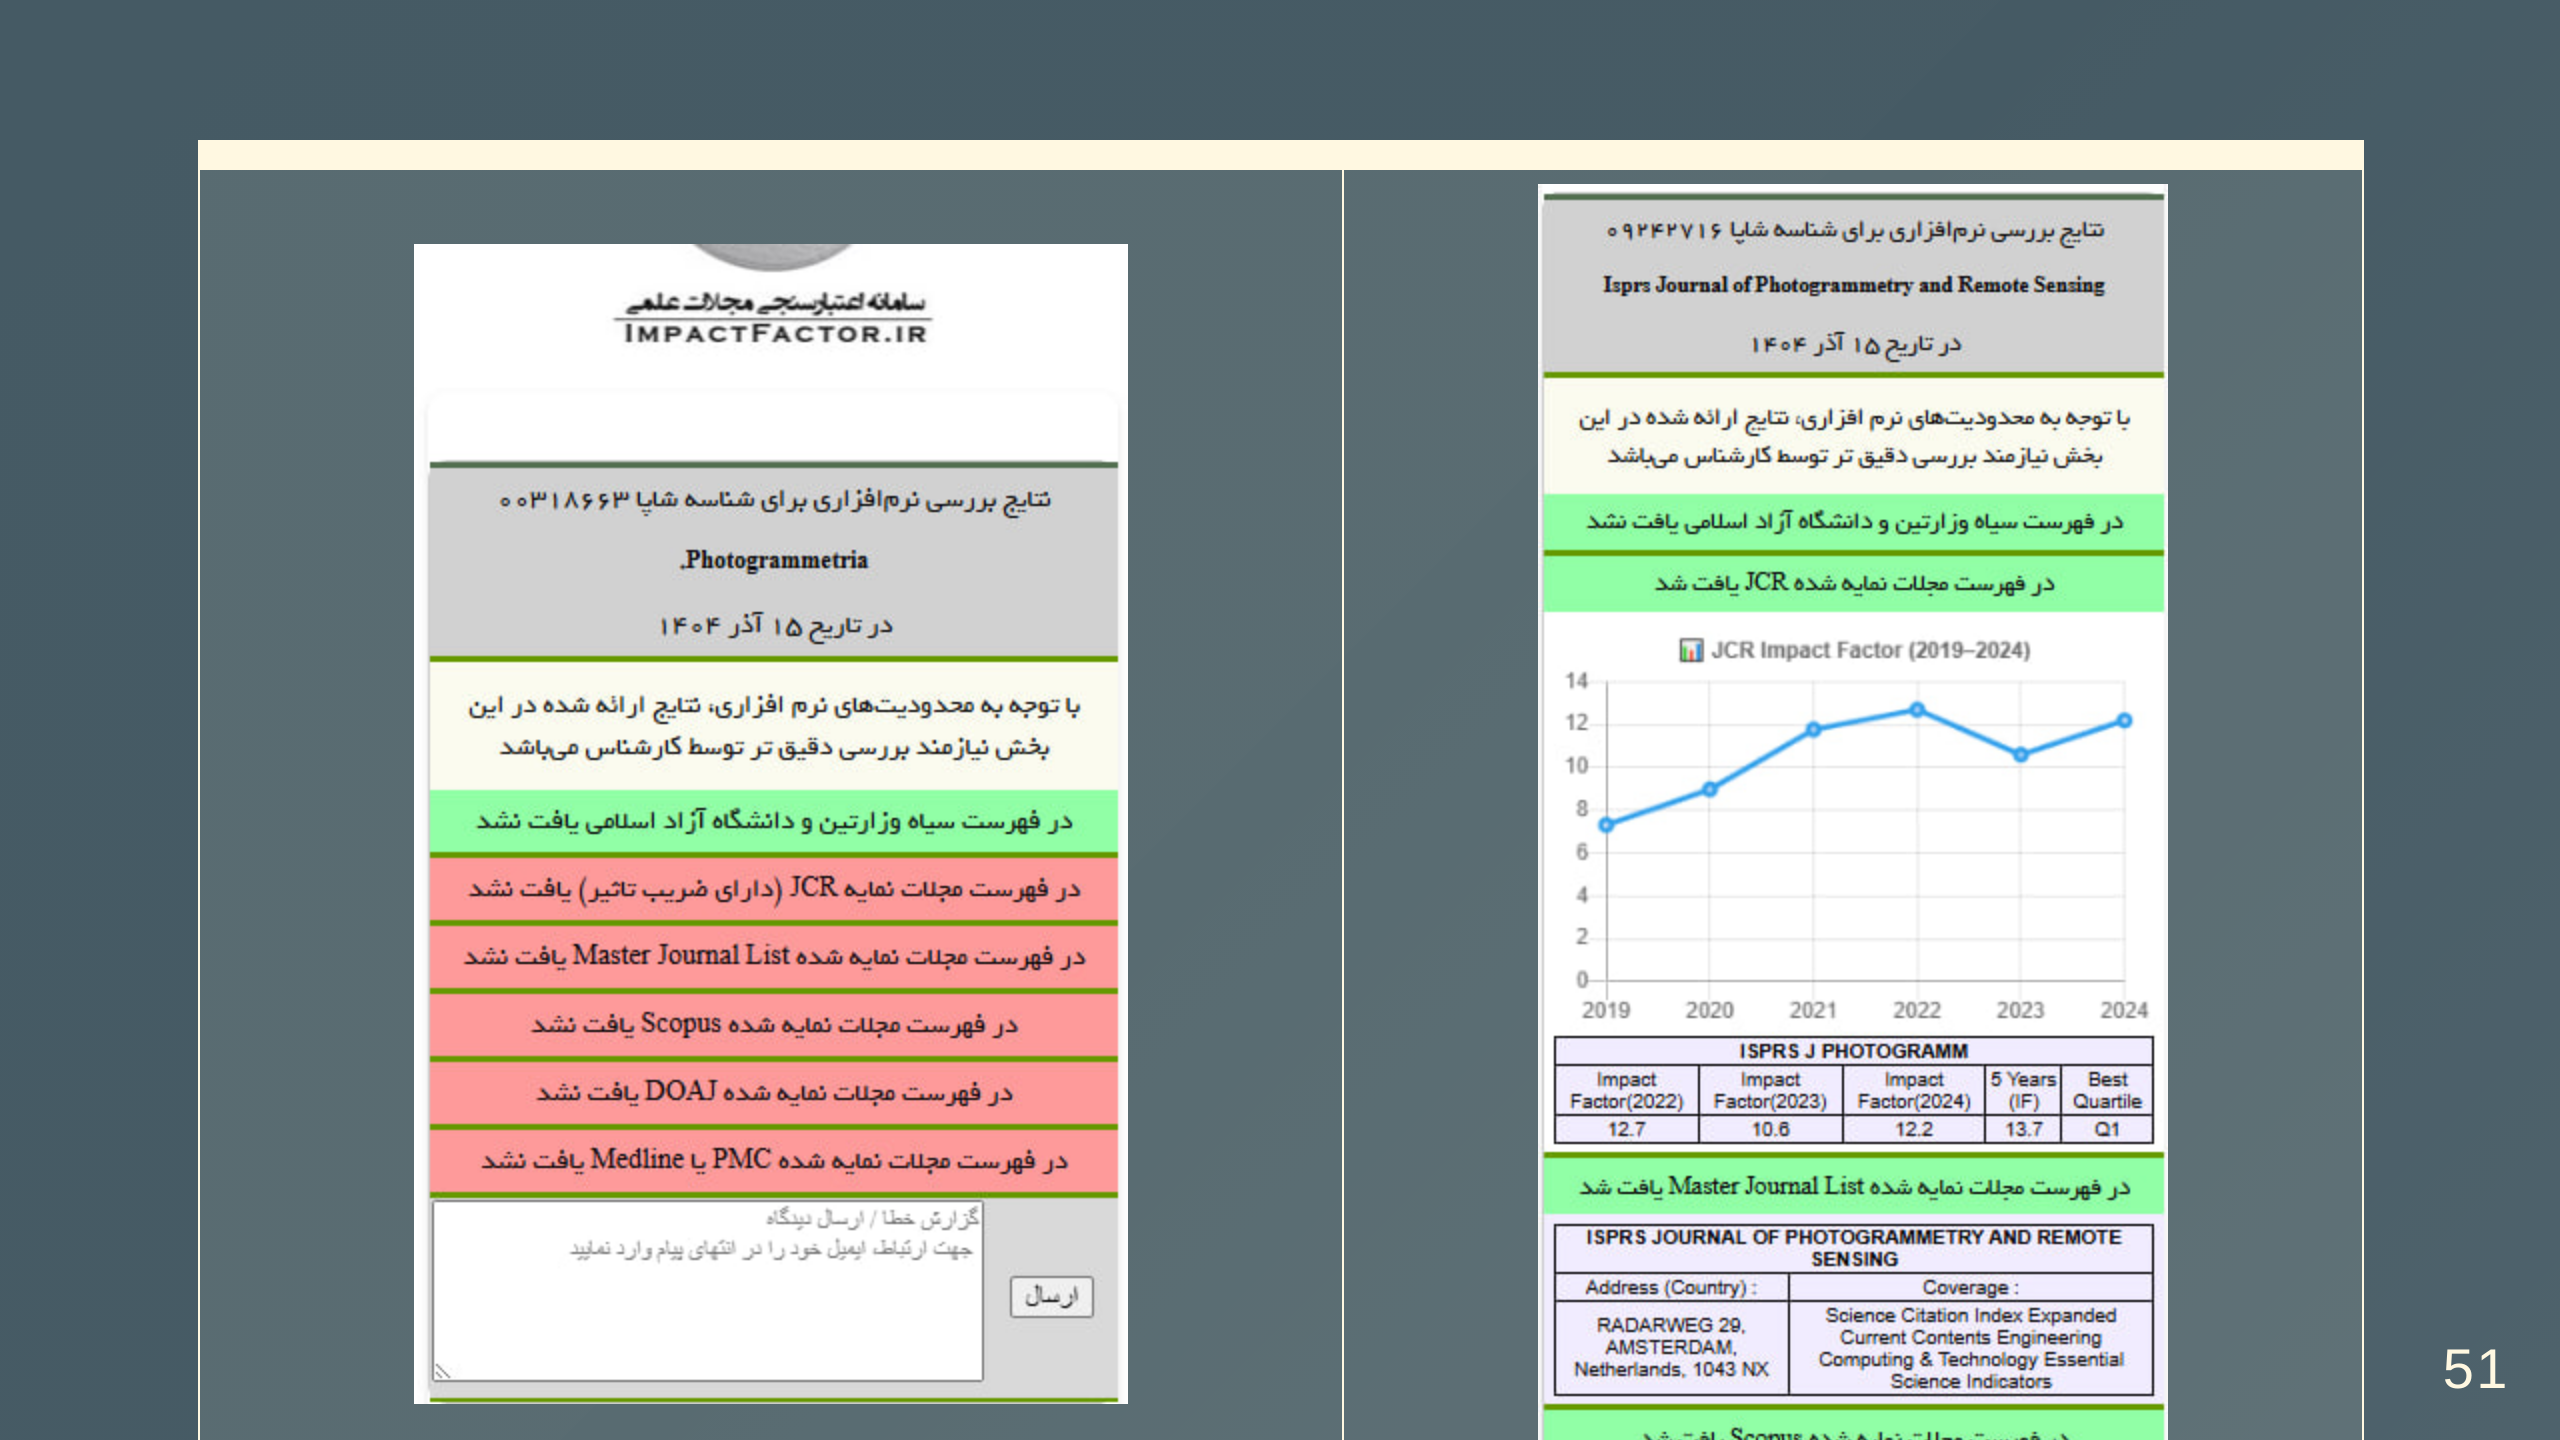 سامانه اعتبارسنجی مجلات علمی
IMPACTFACTOR.IR
نتایج بررسی نرم‌افزاری برای شناسه شاپا ۰۰۳۱۸۶۶۳
Photogrammetria.
در تاریخ ۱۵ آذر ۱۴۰۴
با توجه به محدودیت‌های نرم افزاری، نتایج ارائه شده در این
بخش نیازمند بررسی دقیق تر توسط کارشناس می‌باشد
در فهرست سیاه وزارتین و دانشگاه آزاد اسلامی یافت نشد
در فهرست مجلات نمایه JCR (دارای ضریب تاثیر) یافت نشد
در فهرست مجلات نمایه شده Master Journal List یافت نشد
در فهرست مجلات نمایه شده Scopus یافت نشد
در فهرست مجلات نمایه شده DOAJ یافت نشد
در فهرست مجلات نمایه شده PMC یا Medline یافت نشد
گزارش خطا / ارسال دیدگاه
جهت ارتباط، ایمیل خود را در انتهای پیام وارد نمایید
ارسال
نتایج بررسی نرم‌افزاری برای شناسه شاپا ۰۹۲۴۲۷۱۶
Isprs Journal of Photogrammetry and Remote Sensing
در تاریخ ۱۵ آذر ۱۴۰۴
با توجه به محدودیت‌های نرم افزاری، نتایج ارائه شده در این
بخش نیازمند بررسی دقیق تر توسط کارشناس می‌باشد
در فهرست سیاه وزارتین و دانشگاه آزاد اسلامی یافت نشد
در فهرست مجلات نمایه شده JCR یافت شد
JCR Impact Factor (2019–2024)
14
12
10
8
6
4
2
0
2019 2020 2021 2022 2023 2024
ISPRS J PHOTOGRAMM
Impact Factor(2022) Impact Factor(2023) Impact Factor(2024) 5 Years (IF) Best Quartile
12.7 10.6 12.2 13.7 Q1
در فهرست مجلات نمایه شده Master Journal List یافت شد
ISPRS JOURNAL OF PHOTOGRAMMETRY AND REMOTE
SENSING
Address (Country) : Coverage :
RADARWEG 29,
AMSTERDAM,
Netherlands, 1043 NX
Science Citation Index Expanded
Current Contents Engineering
Computing & Technology Essential
Science Indicators
در فهرست مجلات نمایه شده Scopus یافت شد
51